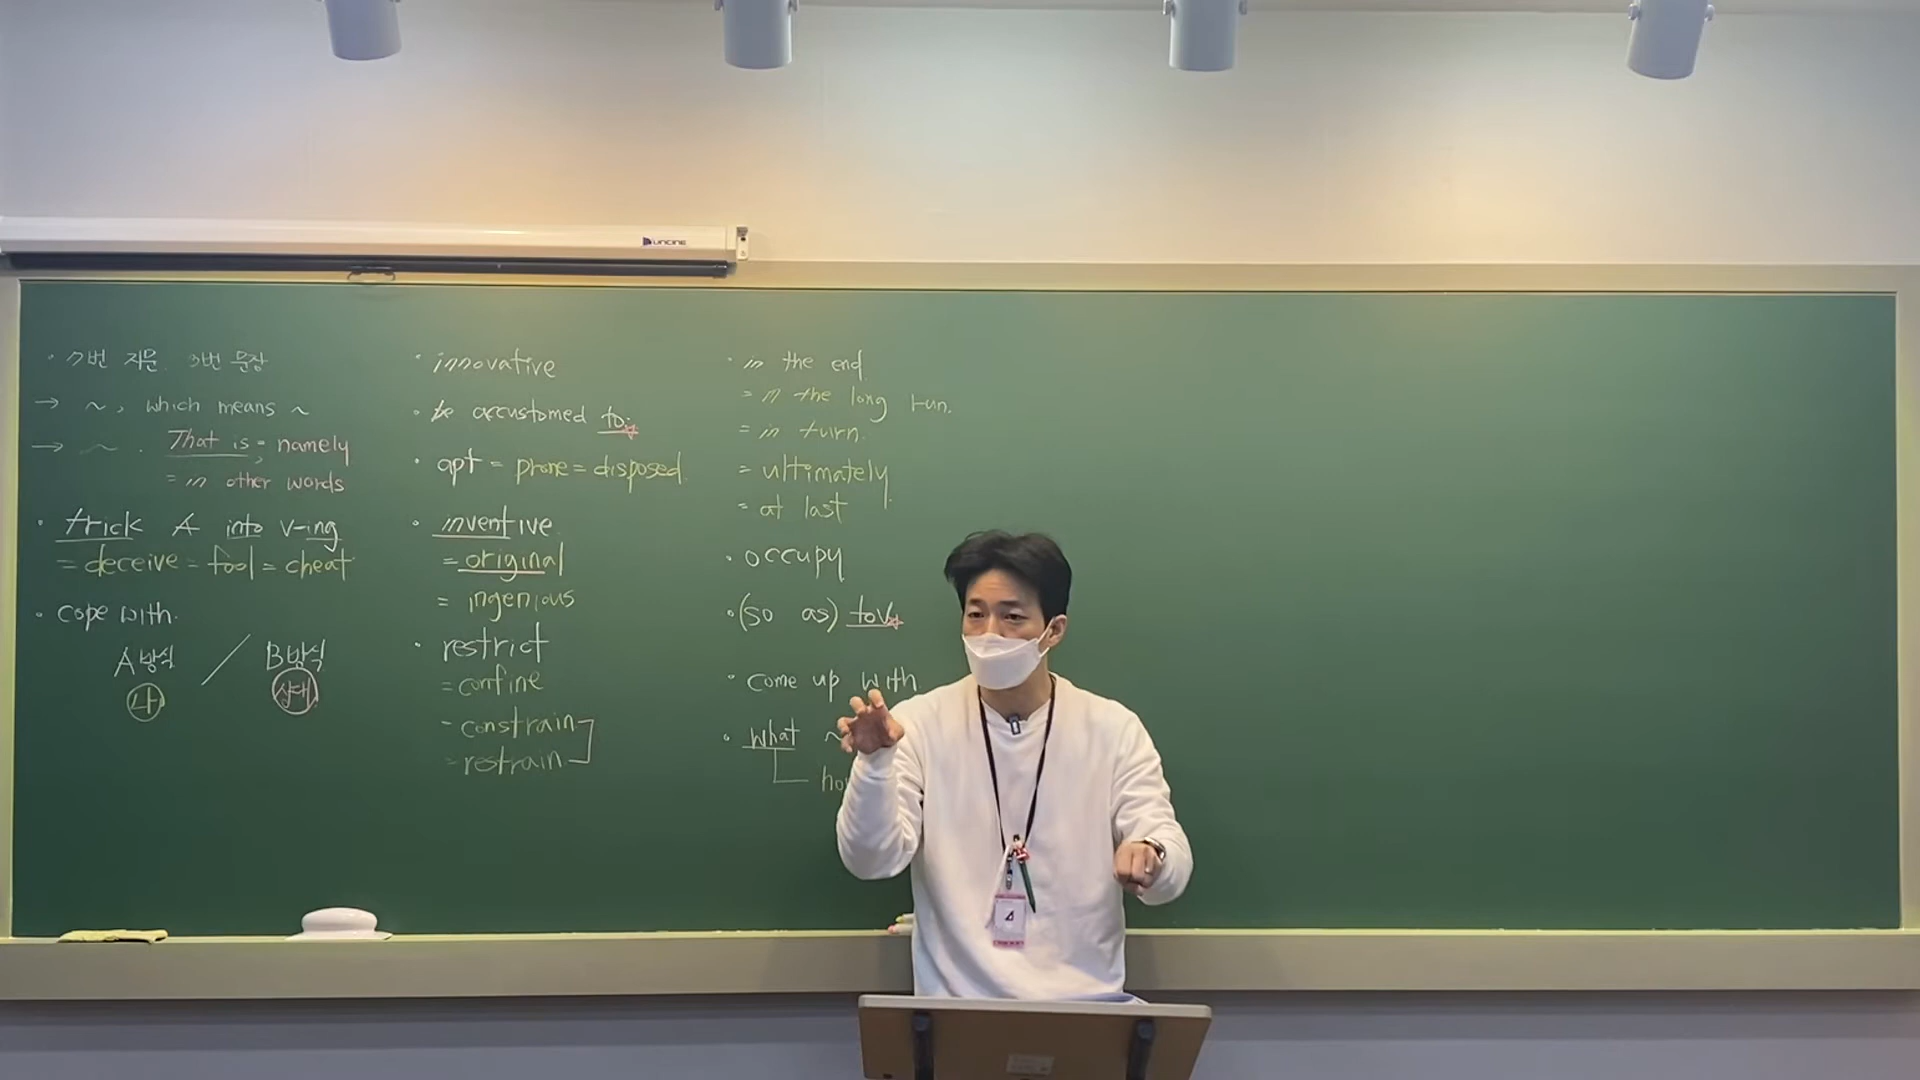 · 7번 지문. 3번 문장
→ ~, which means ~
→ ~. That is, = namely
= in other words
· trick A into v-ing
= deceive = fool = cheat
· cope with.
A방식 / B방식
나 상대
· innovative
· be accustomed to
· apt = prone = disposed
· inventive
= original
= ingenious
· restrict
= confine
- constrain
= restrain
· in the end
= in the long run.
= in turn.
= ultimately
= at last
· occupy
· (so as) toV
· come up with
· what ~
UNCINE